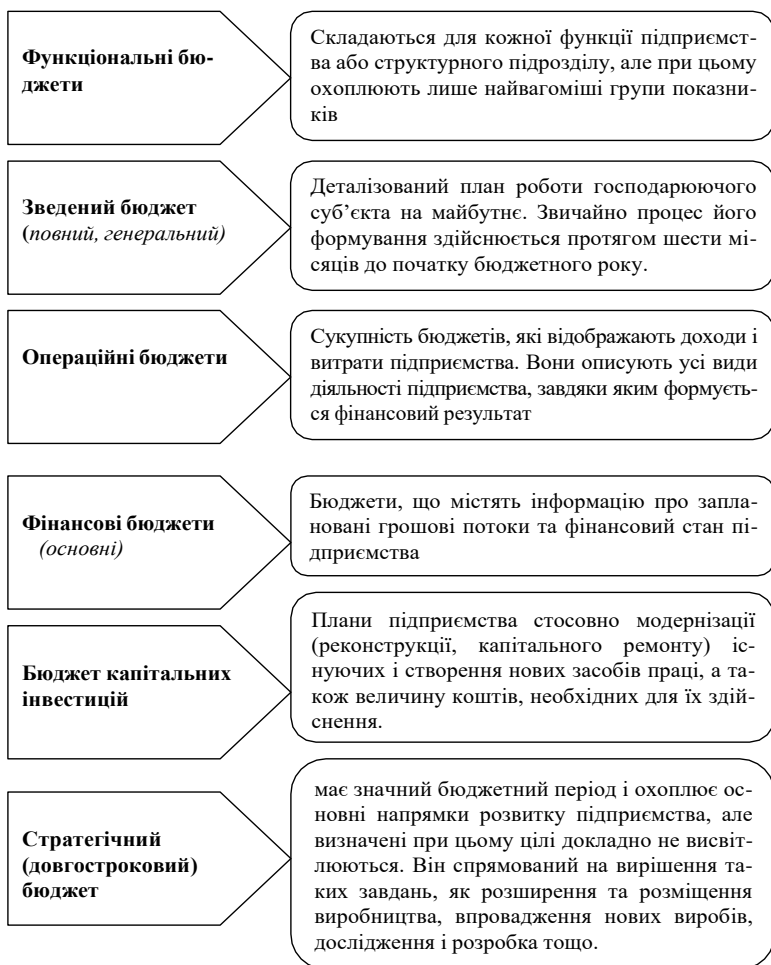 Функціональні бю-
джети
Складаються для кожної функції підприємст-
ва або структурного підрозділу, але при цьому
охоплюють лише найвагоміші групи показни-
ків
Зведений бюджет
(повний, генеральний)
Деталізований план роботи господарюючого
суб’єкта на майбутнє. Звичайно процес його
формування здійснюється протягом шести мі-
сяців до початку бюджетного року.
Операційні бюджети
Сукупність бюджетів, які відображають доходи і
витрати підприємства. Вони описують усі види
діяльності підприємства, завдяки яким формуєть-
ся фінансовий результат
Фінансові бюджети
(основні)
Бюджети, що містять інформацію про запла-
новані грошові потоки та фінансовий стан пі-
дприємства
Бюджет капітальних
інвестицій
Плани підприємства стосовно модернізації
(реконструкції, капітального ремонту) іс-
нуючих і створення нових засобів праці, а та-
кож величину коштів, необхідних для їх здій-
снення.
Стратегічний
(довгостроковий)
бюджет
має значний бюджетний період і охоплює ос-
новні напрямки розвитку підприємства, але
визначені при цьому цілі докладно не висвіт-
люються. Він спрямований на вирішення та-
ких завдань, як розширення та розміщення
виробництва, впровадження нових виробів,
дослідження і розробка тощо.